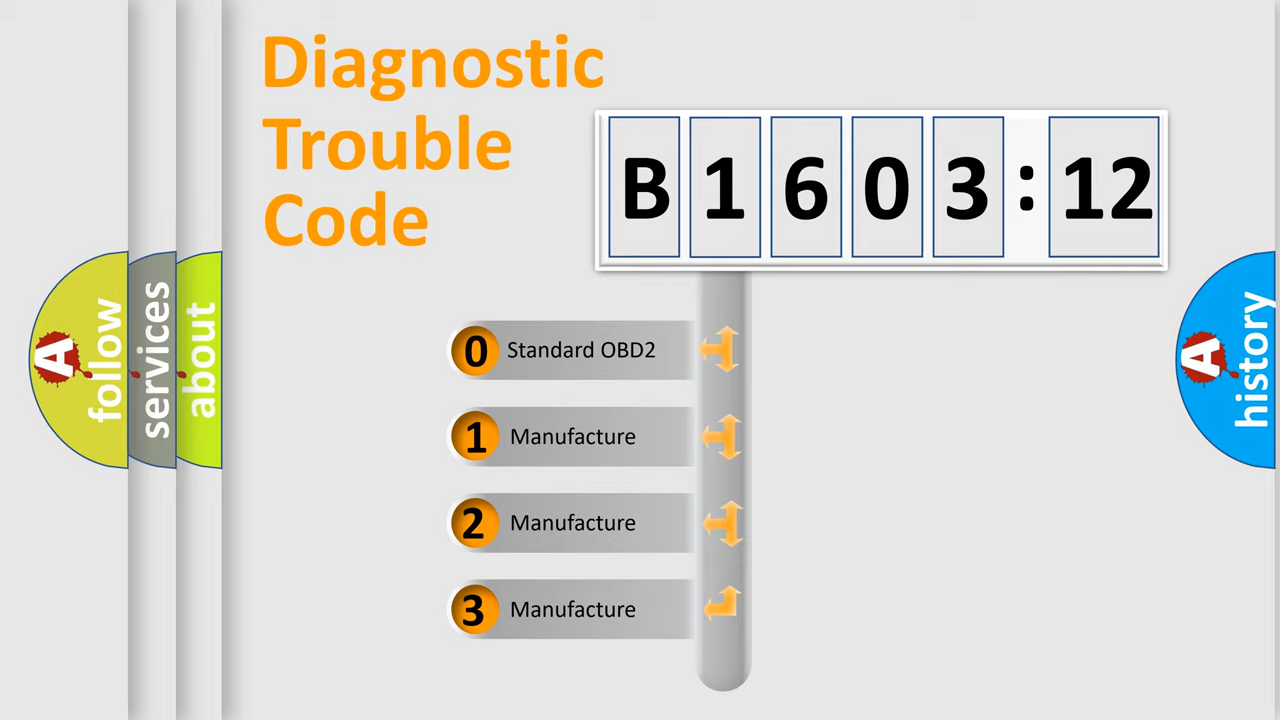 Diagnostic
Trouble
Code
B 1 6 0 3 : 12
0 Standard OBD2
1 Manufacture
2 Manufacture
3 Manufacture
A follow
services
about
A history